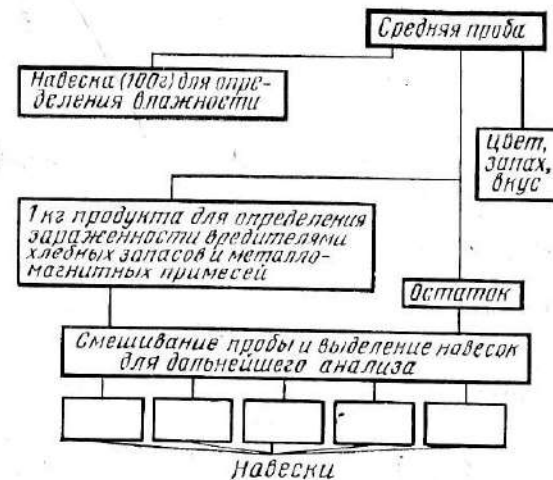 Средняя проба
Навеска (100г) для опре-
деления влажности
Цвет,
запах,
вкус
1 кг продукта для определения
зараженности вредителями
хлебных запасов и металло-
магнитных примесей
Остаток
Смешивание пробы и выделение навесок
для дальнейшего анализа
Навески